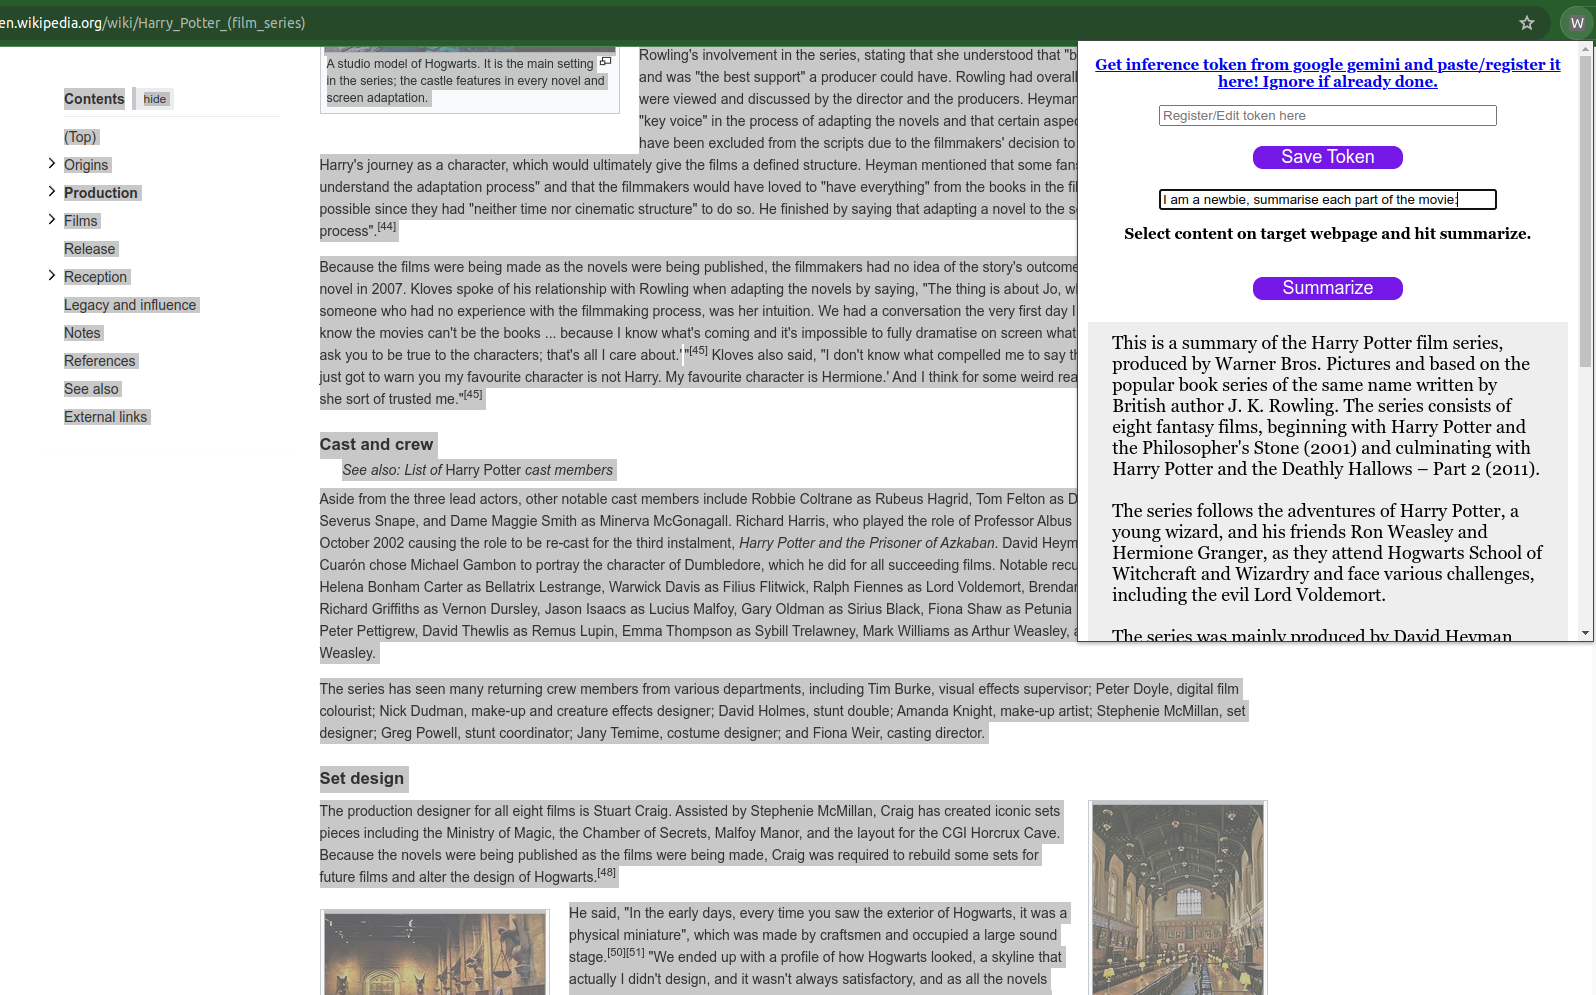 en.wikipedia.org/wiki/Harry_Potter_(film_series)
W
Contents
hide
(Top)
Origins
Production
Films
Release
Reception
Legacy and influence
Notes
References
See also
External links
A studio model of Hogwarts. It is the main setting
in the series; the castle features in every novel and
screen adaptation.
Rowling's involvement in the series, stating that she understood that "b
and was "the best support" a producer could have. Rowling had overall
were viewed and discussed by the director and the producers. Heyman
"key voice" in the process of adapting the novels and that certain aspec
have been excluded from the scripts due to the filmmakers' decision to
Harry's journey as a character, which would ultimately give the films a defined structure. Heyman mentioned that some fans
understand the adaptation process" and that the filmmakers would have loved to "have everything" from the books in the fil
possible since they had "neither time nor cinematic structure" to do so. He finished by saying that adapting a novel to the s
process".[44]
Because the films were being made as the novels were being published, the filmmakers had no idea of the story's outcome
novel in 2007. Kloves spoke of his relationship with Rowling when adapting the novels by saying, "The thing is about Jo, w
someone who had no experience with the filmmaking process, was her intuition. We had a conversation the very first day I
know the movies can't be the books ... because I know what's coming and it's impossible to fully dramatise on screen what
ask you to be true to the characters; that's all I care about.'"[45] Kloves also said, "I don't know what compelled me to say th
just got to warn you my favourite character is not Harry. My favourite character is Hermione.' And I think for some weird rea
she sort of trusted me."[45]
Cast and crew
See also: List of Harry Potter cast members
Aside from the three lead actors, other notable cast members include Robbie Coltrane as Rubeus Hagrid, Tom Felton as D
Severus Snape, and Dame Maggie Smith as Minerva McGonagall. Richard Harris, who played the role of Professor Albus
October 2002 causing the role to be re-cast for the third instalment, Harry Potter and the Prisoner of Azkaban. David Heym
Cuarón chose Michael Gambon to portray the character of Dumbledore, which he did for all succeeding films. Notable recu
Helena Bonham Carter as Bellatrix Lestrange, Warwick Davis as Filius Flitwick, Ralph Fiennes as Lord Voldemort, Brendan
Richard Griffiths as Vernon Dursley, Jason Isaacs as Lucius Malfoy, Gary Oldman as Sirius Black, Fiona Shaw as Petunia
Peter Pettigrew, David Thewlis as Remus Lupin, Emma Thompson as Sybill Trelawney, Mark Williams as Arthur Weasley, a
Weasley.
The series has seen many returning crew members from various departments, including Tim Burke, visual effects supervisor; Peter Doyle, digital film
colourist; Nick Dudman, make-up and creature effects designer; David Holmes, stunt double; Amanda Knight, make-up artist; Stephenie McMillan, set
designer; Greg Powell, stunt coordinator; Jany Temime, costume designer; and Fiona Weir, casting director.
Set design
The production designer for all eight films is Stuart Craig. Assisted by Stephenie McMillan, Craig has created iconic sets
pieces including the Ministry of Magic, the Chamber of Secrets, Malfoy Manor, and the layout for the CGI Horcrux Cave.
Because the novels were being published as the films were being made, Craig was required to rebuild some sets for
future films and alter the design of Hogwarts.[48]
He said, "In the early days, every time you saw the exterior of Hogwarts, it was a
physical miniature", which was made by craftsmen and occupied a large sound
stage.[50][51] "We ended up with a profile of how Hogwarts looked, a skyline that
actually I didn't design, and it wasn't always satisfactory, and as all the novels
Get inference token from google gemini and paste/register it
here! Ignore if already done.
Register/Edit token here
Save Token
I am a newbie, summarise each part of the movie:
Select content on target webpage and hit summarize.
Summarize
This is a summary of the Harry Potter film series,
produced by Warner Bros. Pictures and based on the
popular book series of the same name written by
British author J. K. Rowling. The series consists of
eight fantasy films, beginning with Harry Potter and
the Philosopher's Stone (2001) and culminating with
Harry Potter and the Deathly Hallows – Part 2 (2011).
The series follows the adventures of Harry Potter, a
young wizard, and his friends Ron Weasley and
Hermione Granger, as they attend Hogwarts School of
Witchcraft and Wizardry and face various challenges,
including the evil Lord Voldemort.
The series was mainly produced by David Heyman